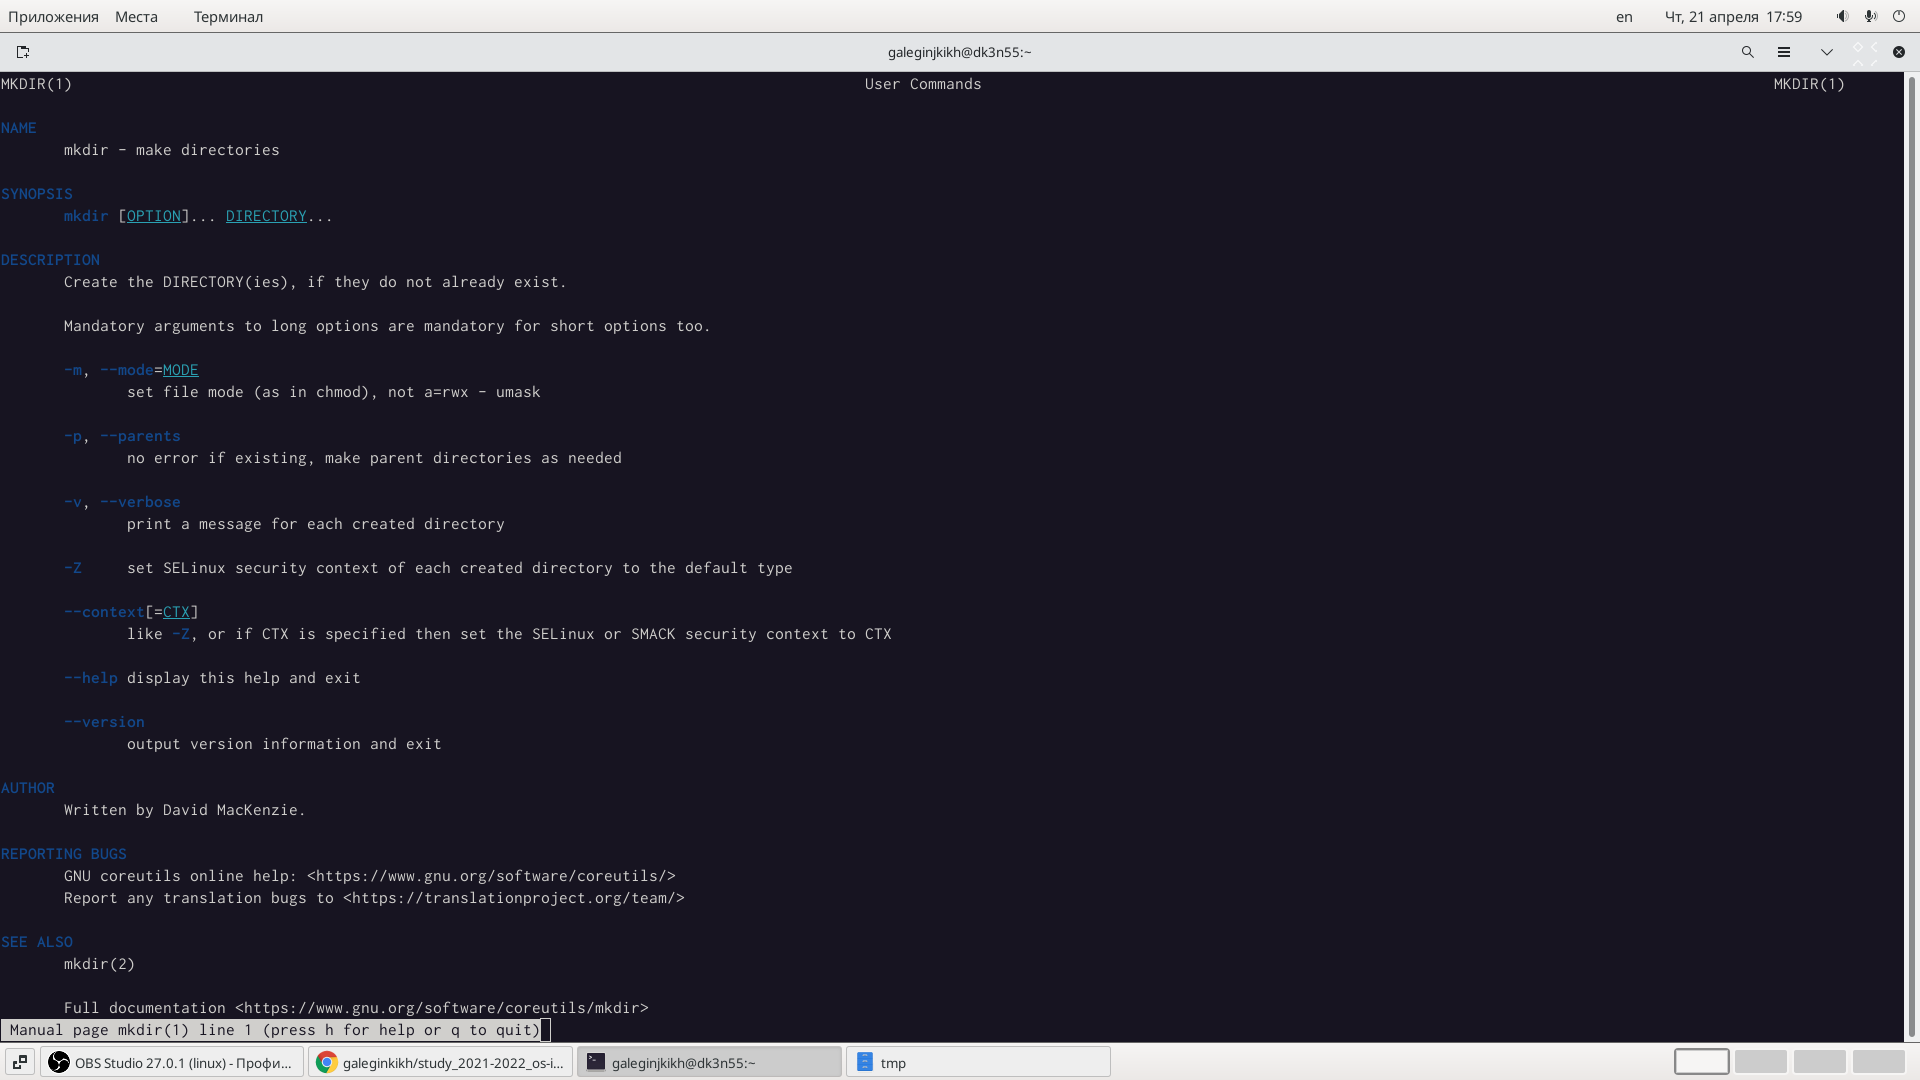 Приложения Места Терминал en Чт, 21 апреля 17:59
galeginjkikh@dk3n55:~
MKDIR(1) User Commands MKDIR(1)
NAME
mkdir - make directories
SYNOPSIS
mkdir [OPTION]... DIRECTORY...
DESCRIPTION
Create the DIRECTORY(ies), if they do not already exist.
Mandatory arguments to long options are mandatory for short options too.
-m, --mode=MODE
set file mode (as in chmod), not a=rwx - umask
-p, --parents
no error if existing, make parent directories as needed
-v, --verbose
print a message for each created directory
-Z set SELinux security context of each created directory to the default type
--context[=CTX]
like -Z, or if CTX is specified then set the SELinux or SMACK security context to CTX
--help display this help and exit
--version
output version information and exit
AUTHOR
Written by David MacKenzie.
REPORTING BUGS
GNU coreutils online help: <https://www.gnu.org/software/coreutils/>
Report any translation bugs to <https://translationproject.org/team/>
SEE ALSO
mkdir(2)
Full documentation <https://www.gnu.org/software/coreutils/mkdir>
Manual page mkdir(1) line 1 (press h for help or q to quit)
OBS Studio 27.0.1 (linux) - Профи... galeginkikh/study_2021-2022_os-i... galeginjkikh@dk3n55:~ tmp